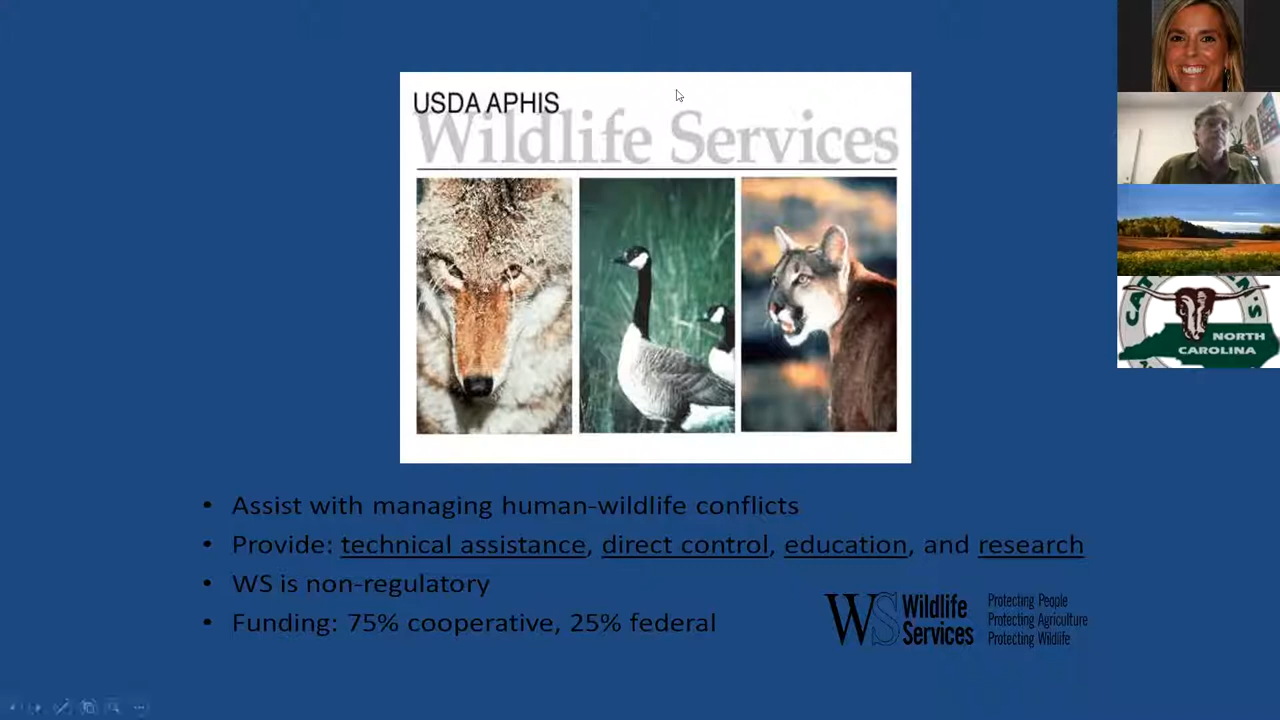 USDA APHIS
Wildlife Services
• Assist with managing human-wildlife conflicts
• Provide: technical assistance, direct control, education, and research
• WS is non-regulatory
• Funding: 75% cooperative, 25% federal
WS Wildlife Services
Protecting People
Protecting Agriculture
Protecting Wildlife
NORTH
CAROLINA